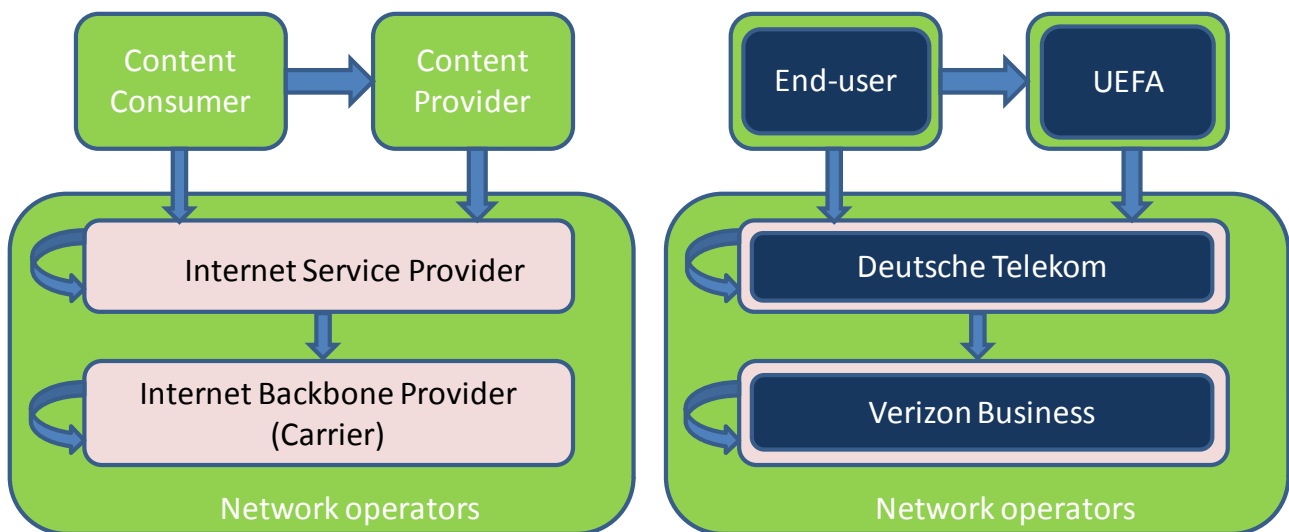 Content
Consumer
Content
Provider
Internet Service Provider
Internet Backbone Provider
(Carrier)
Network operators
End-user
UEFA
Deutsche Telekom
Verizon Business
Network operators